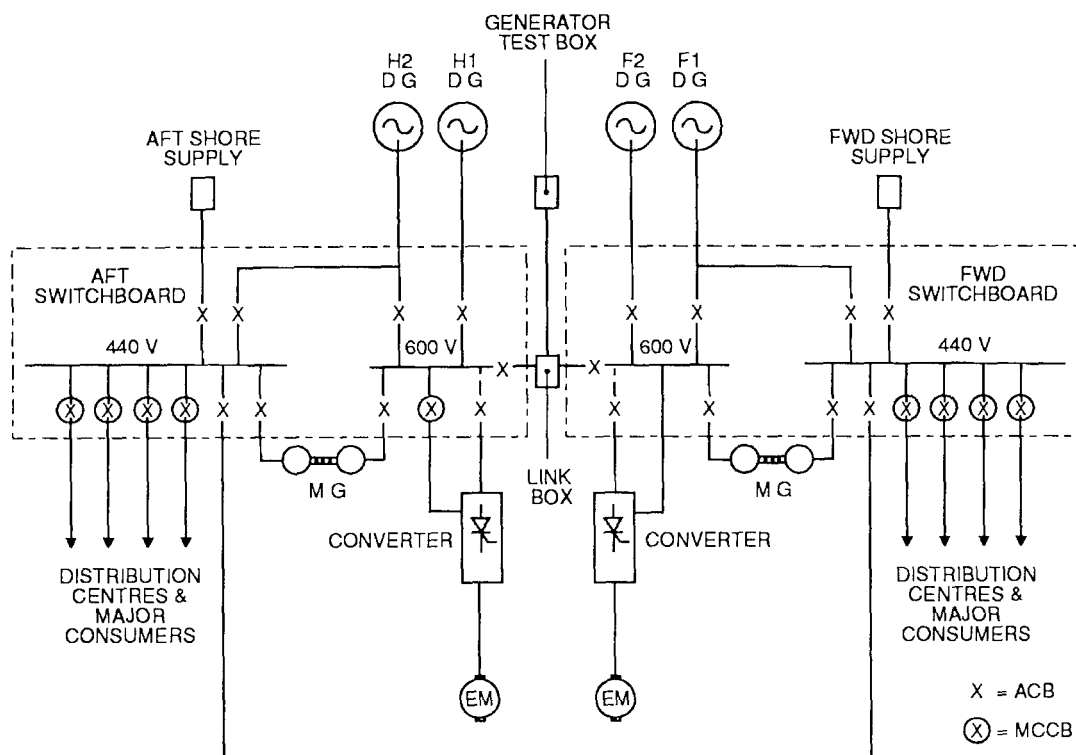 GENERATOR
TEST BOX
H2
D G
H1
D G
F2
D G
F1
D G
AFT SHORE
SUPPLY
FWD SHORE
SUPPLY
AFT
SWITCHBOARD
FWD
SWITCHBOARD
X X X X X X X X
440 V
600 V
600 V
440 V
X X
X X X X X X X X X X X X X X X X X
M G
LINK
BOX
M G
CONVERTER
CONVERTER
DISTRIBUTION
CENTRES &
MAJOR
CONSUMERS
DISTRIBUTION
CENTRES &
MAJOR
CONSUMERS
EM
EM
X = ACB
X = MCCB